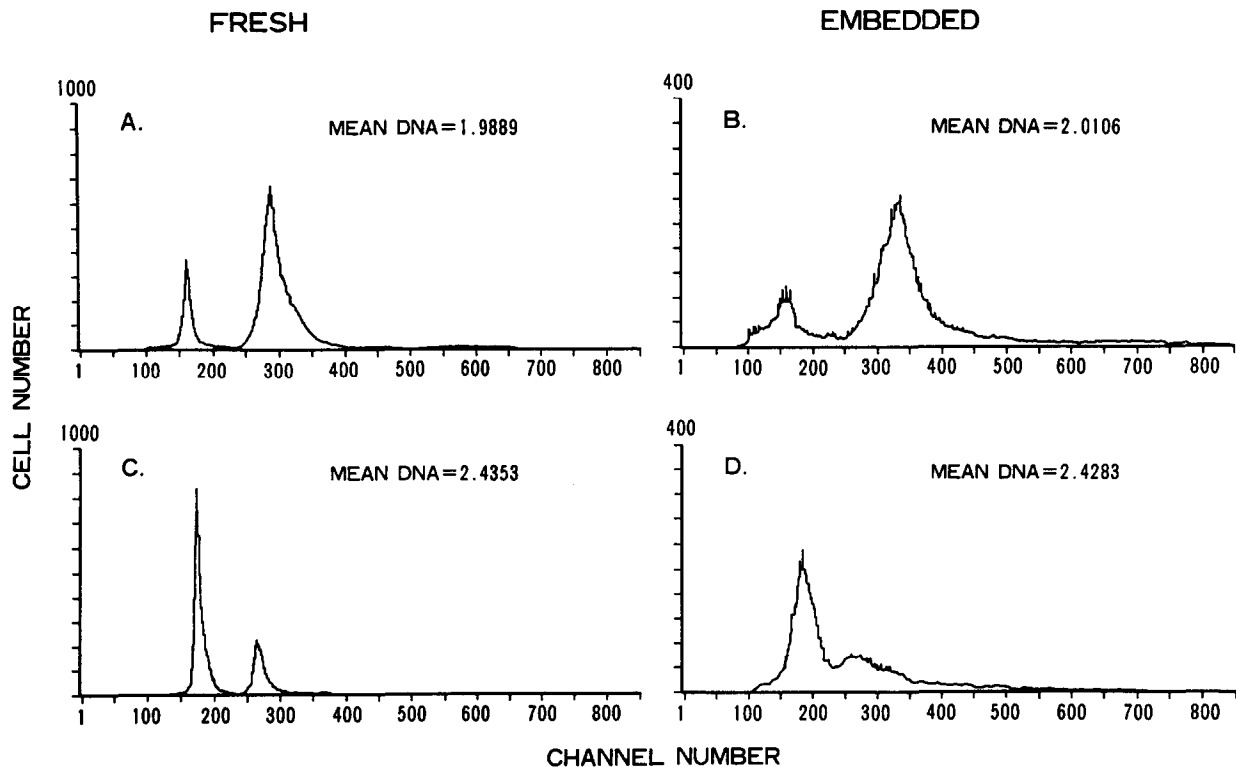 FRESH
EMBEDDED
1000
A.
MEAN DNA=1.9889
1 100 200 300 400 500 600 700 800
400
B.
MEAN DNA=2.0106
1 100 200 300 400 500 600 700 800
CELL NUMBER
1000
C.
MEAN DNA=2.4353
1 100 200 300 400 500 600 700 800
400
D.
MEAN DNA=2.4283
1 100 200 300 400 500 600 700 800
CHANNEL NUMBER